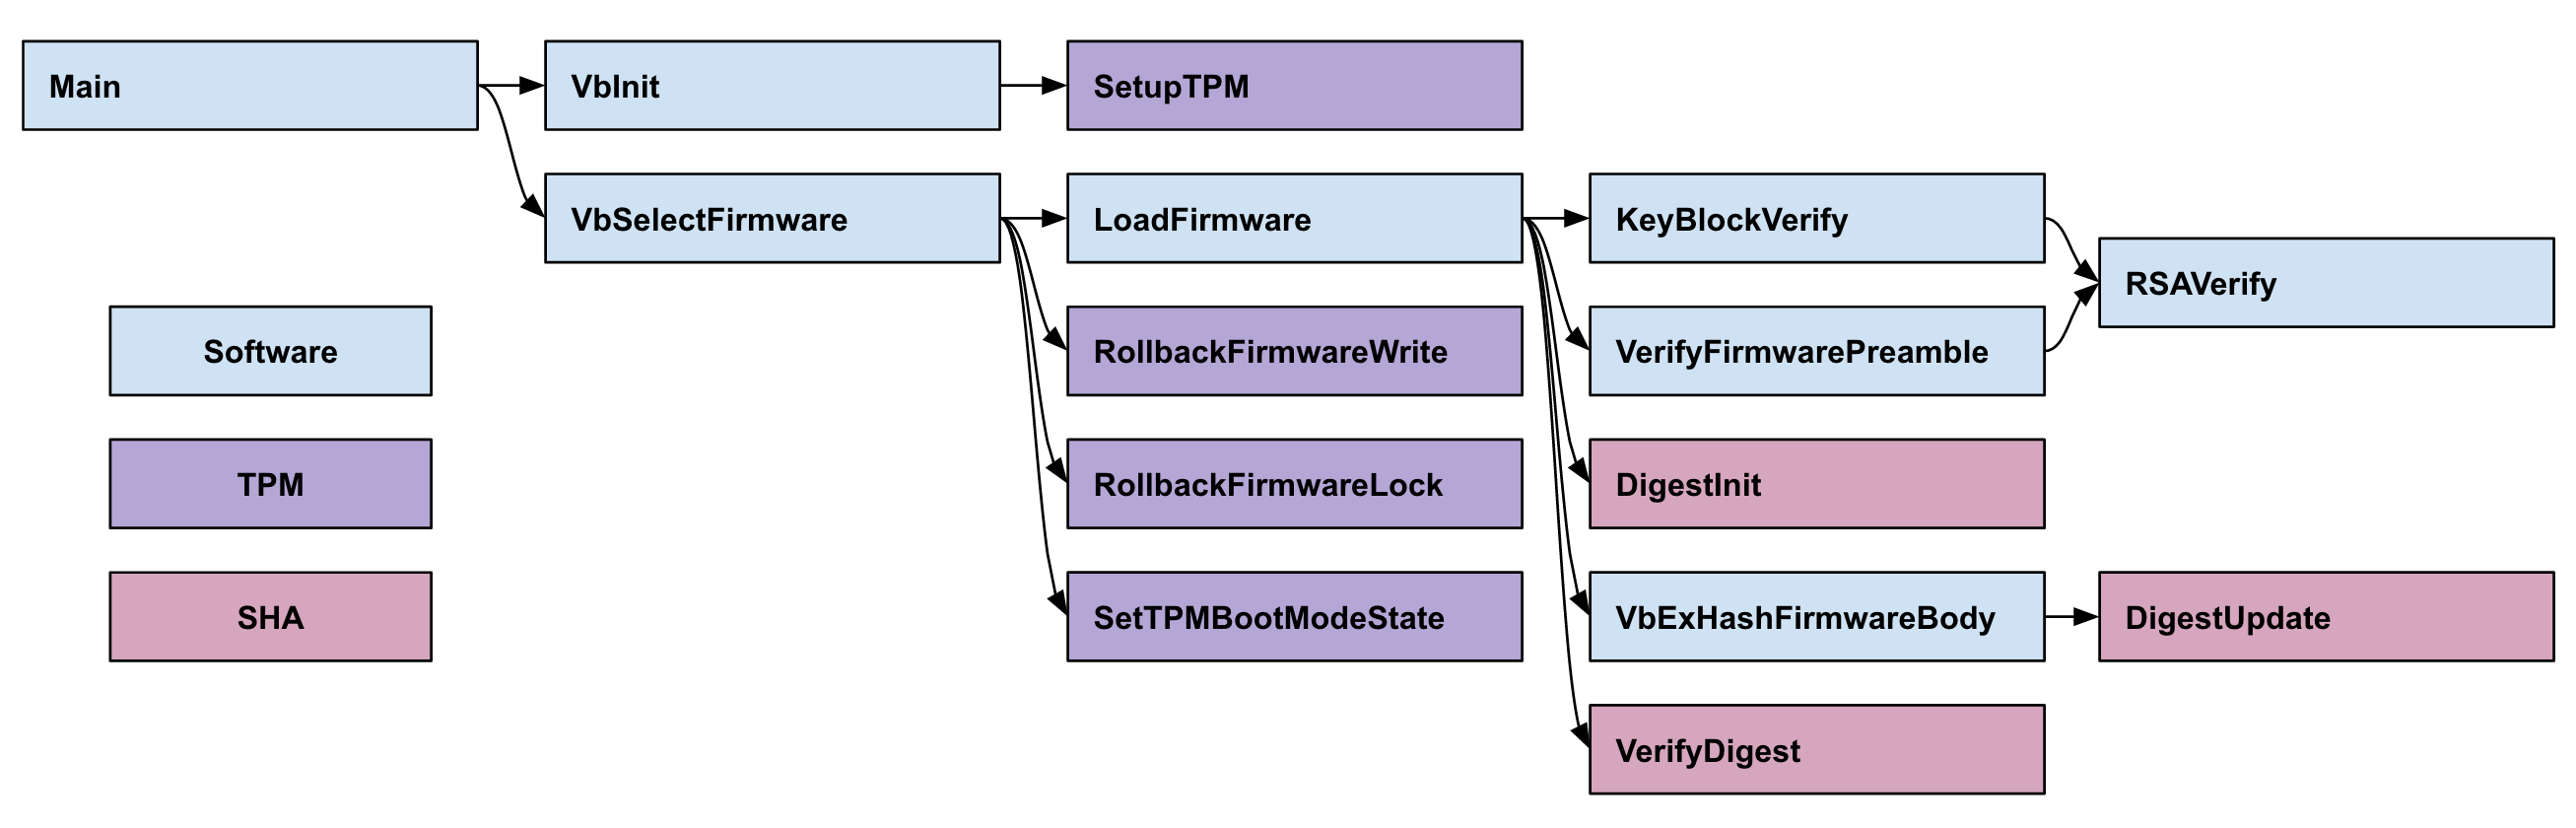 Main
VbInit
SetupTPM
VbSelectFirmware
LoadFirmware
KeyBlockVerify
RSAVerify
Software
RollbackFirmwareWrite
VerifyFirmwarePreamble
TPM
RollbackFirmwareLock
DigestInit
SHA
SetTPMBootModeState
VbExHashFirmwareBody
DigestUpdate
VerifyDigest